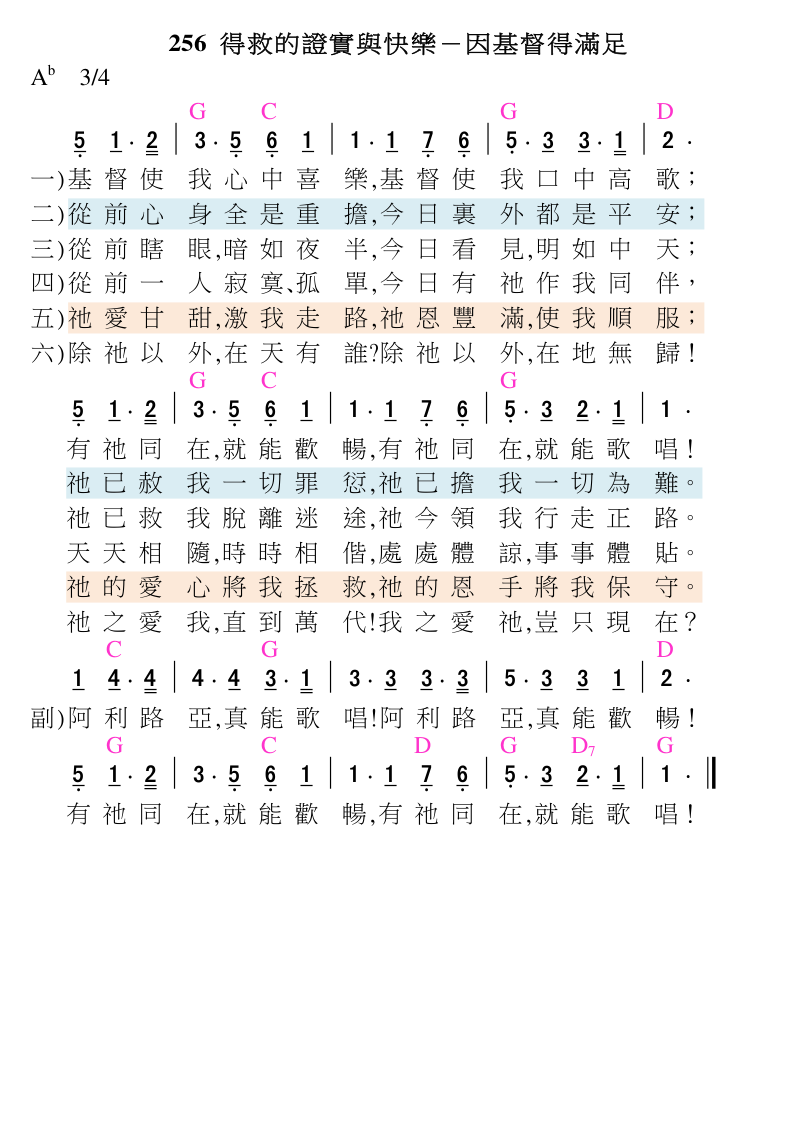 256 得救的證實與快樂－因基督得滿足
Ab 3/4
G C G D
5 1 · 2 | 3 · 5 6 1 | 1 · 1 7 6 | 5 · 3 3 · 1 | 2 ·
一)基督使 我心中喜 樂,基督使 我口中高 歌；
二)從前心 身全是重 擔,今日裏 外都是平 安；
三)從前瞎 眼,暗如夜 半,今日看 見,明如中 天；
四)從前一 人寂寞、孤 單,今日有 祂作我同 伴，
五)祂愛甘 甜,激我走 路,祂恩豐 滿,使我順 服；
六)除祂以 外,在天有 誰?除祂以 外,在地無 歸！
G C G
5 1 · 2 | 3 · 5 6 1 | 1 · 1 7 6 | 5 · 3 2 · 1 | 1 ·
有祂同 在,就能歡 暢,有祂同 在,就能歌 唱！
祂已赦 我一切罪 愆,祂已擔 我一切為 難。
祂已救 我脫離迷 途,祂今領 我行走正 路。
天天相 隨,時時相 偕,處處體 諒,事事體 貼。
祂的愛 心將我拯 救,祂的恩 手將我保 守。
祂之愛 我,直到萬 代!我之愛 祂,豈只現 在？
C G D
1 4 · 4 | 4 · 4 3 · 1 | 3 · 3 3 · 3 | 5 · 3 3 1 | 2 ·
副)阿利路 亞,真能歌 唱!阿利路 亞,真能歡 暢！
G C D G D7 G
5 1 · 2 | 3 · 5 6 1 | 1 · 1 7 6 | 5 · 3 2 · 1 | 1 · ‖
有祂同 在,就能歡 暢,有祂同 在,就能歌 唱！